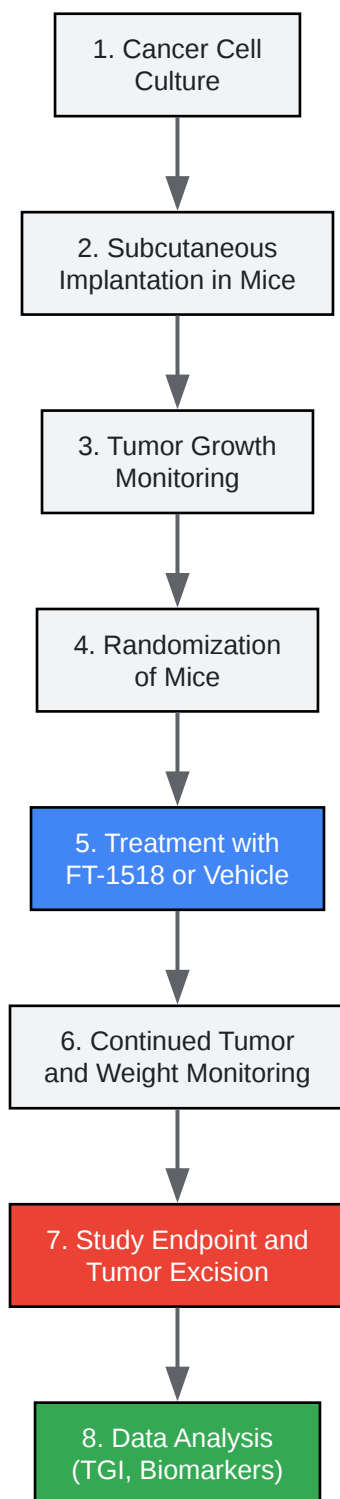 1. Cancer Cell
Culture
2. Subcutaneous
Implantation in Mice
3. Tumor Growth
Monitoring
4. Randomization
of Mice
5. Treatment with
FT-1518 or Vehicle
6. Continued Tumor
and Weight Monitoring
7. Study Endpoint and
Tumor Excision
8. Data Analysis
(TGI, Biomarkers)